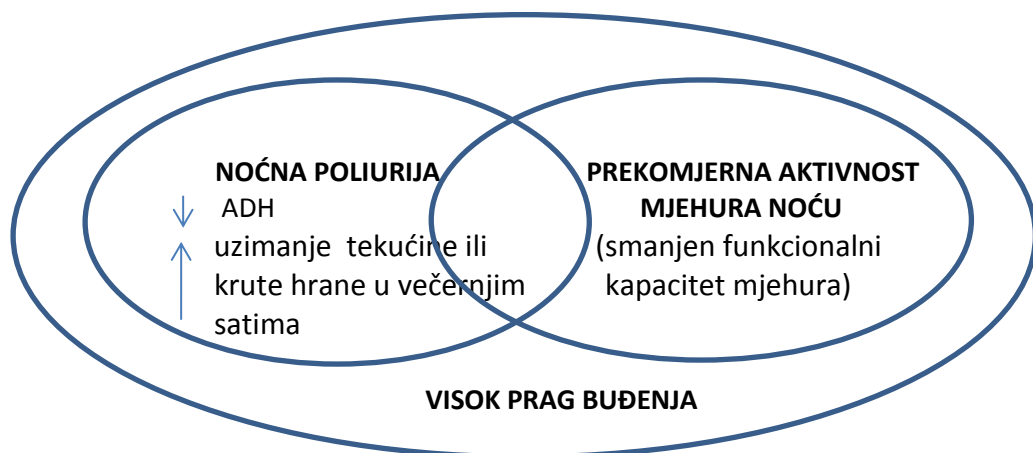 NOĆNA POLIURIJA
ADH
uzimanje tekućine ili
krute hrane u večernjim
satima
PREKOMJERNA AKTIVNOST
MJEHURA NOĆU
(smanjen funkcionalni
kapacitet mjehura)
VISOK PRAG BUĐENJA